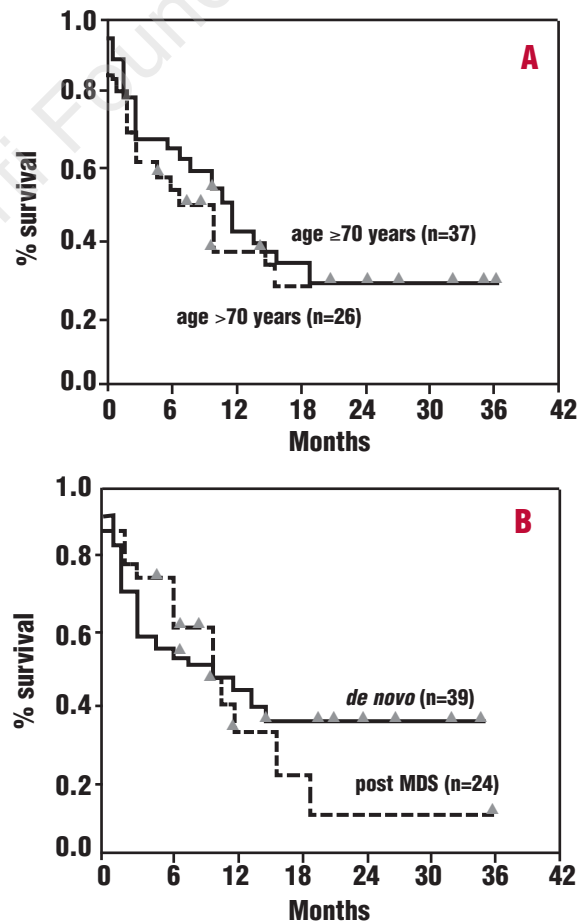 A
1.0
0.8
0.6
0.4
0.2
0.0
% survival
age ≥70 years (n=37)
age >70 years (n=26)
0 6 12 18 24 30 36 42
Months
B
1.0
0.8
0.6
0.4
0.2
0.0
% survival
de novo (n=39)
post MDS (n=24)
0 6 12 18 24 30 36 42
Months